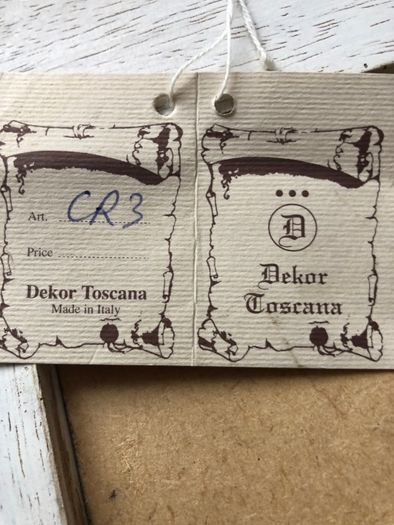 Art. CR3
Price
Dekor Toscana
Made in Italy
D
Dekor
Toscana